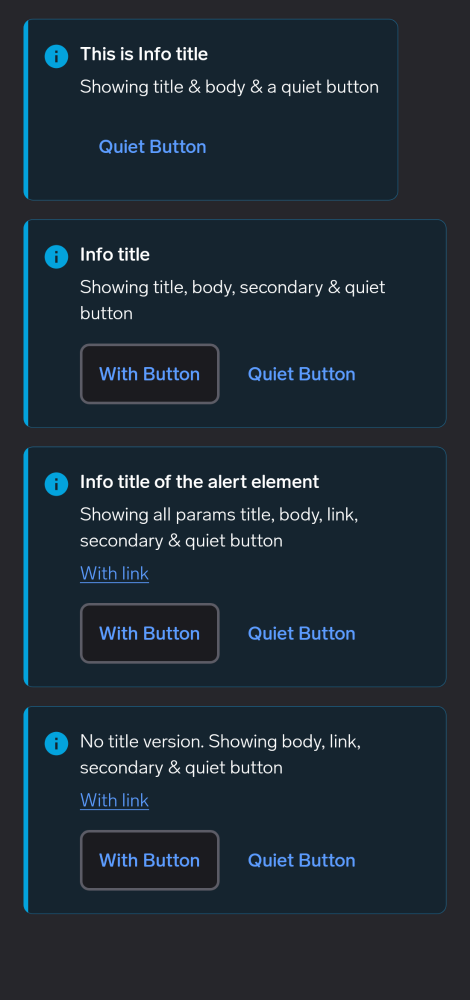 This is Info title
Showing title & body & a quiet button
Quiet Button
Info title
Showing title, body, secondary & quiet
button
With Button
Quiet Button
Info title of the alert element
Showing all params title, body, link,
secondary & quiet button
With link
With Button
Quiet Button
No title version. Showing body, link,
secondary & quiet button
With link
With Button
Quiet Button